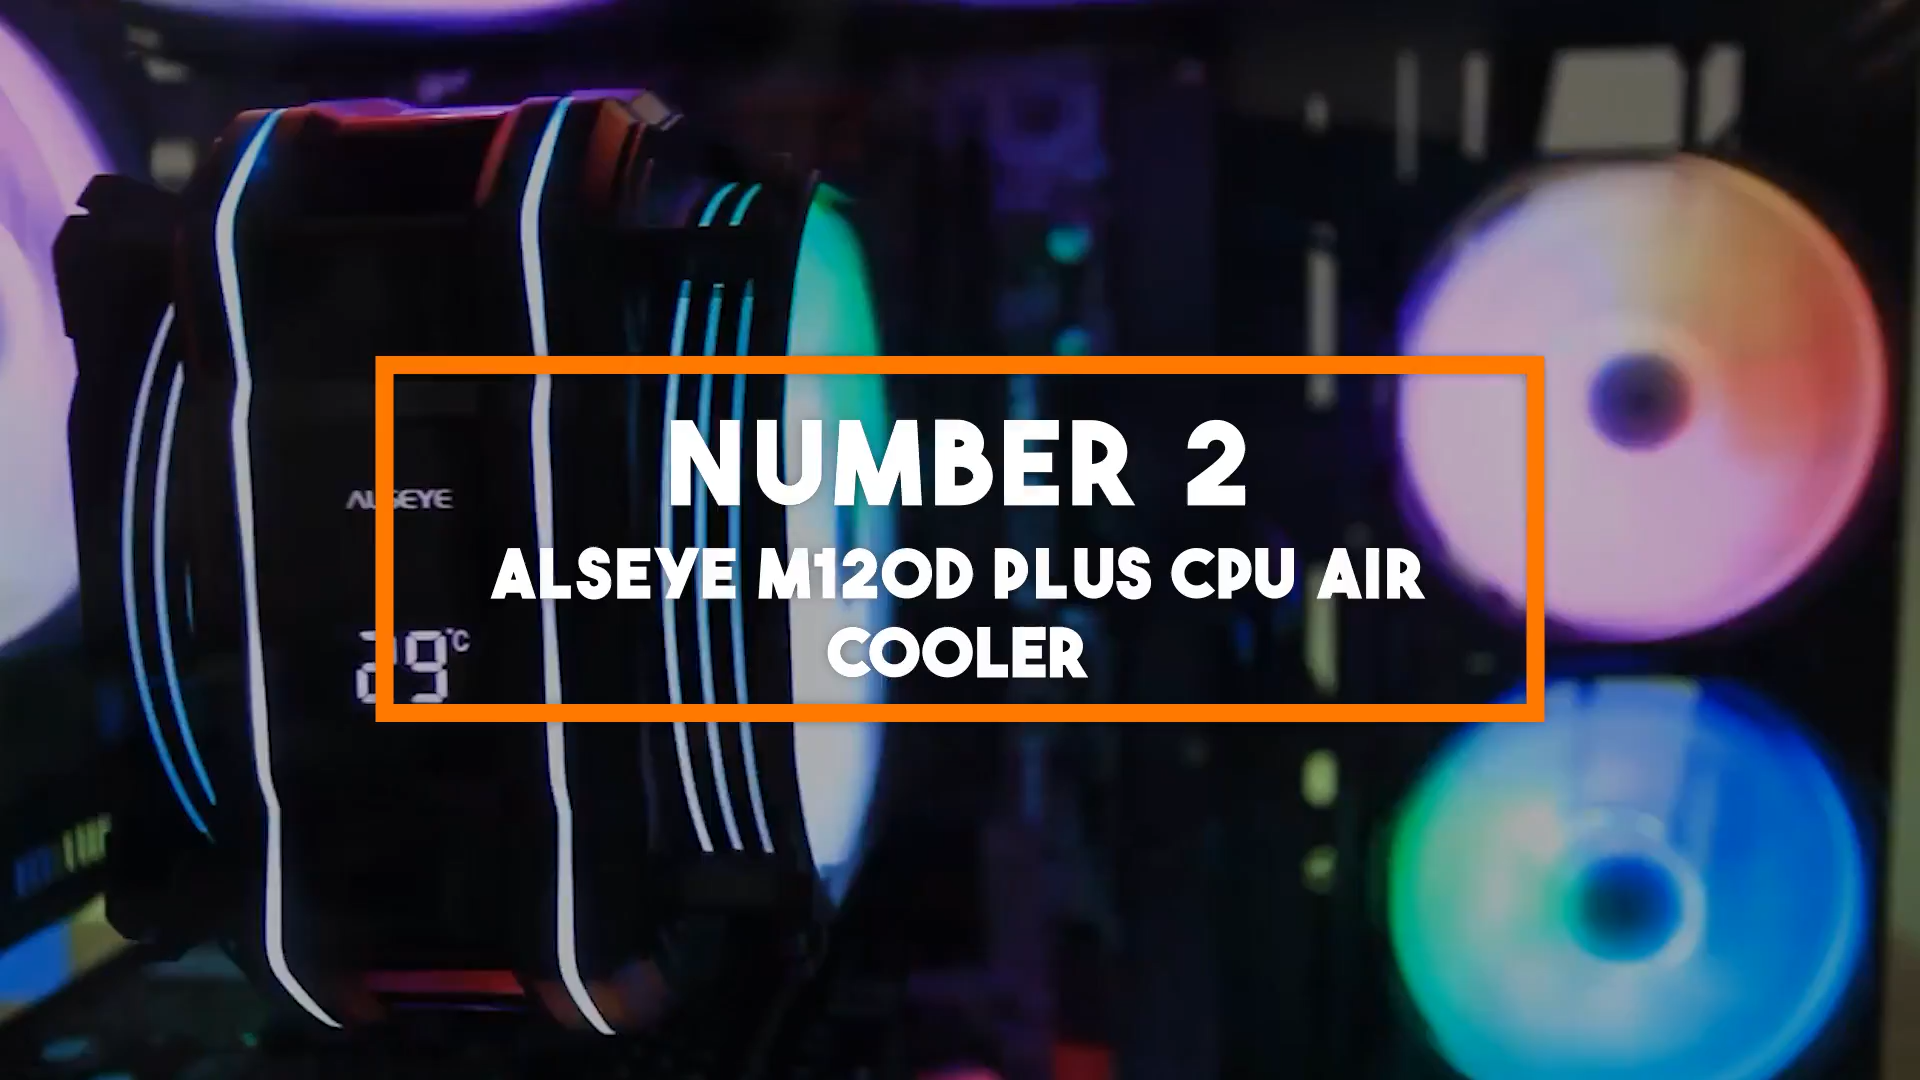 NUMBER 2
ALSEYE M120D PLUS CPU AIR
COOLER
ALSEYE
29°C